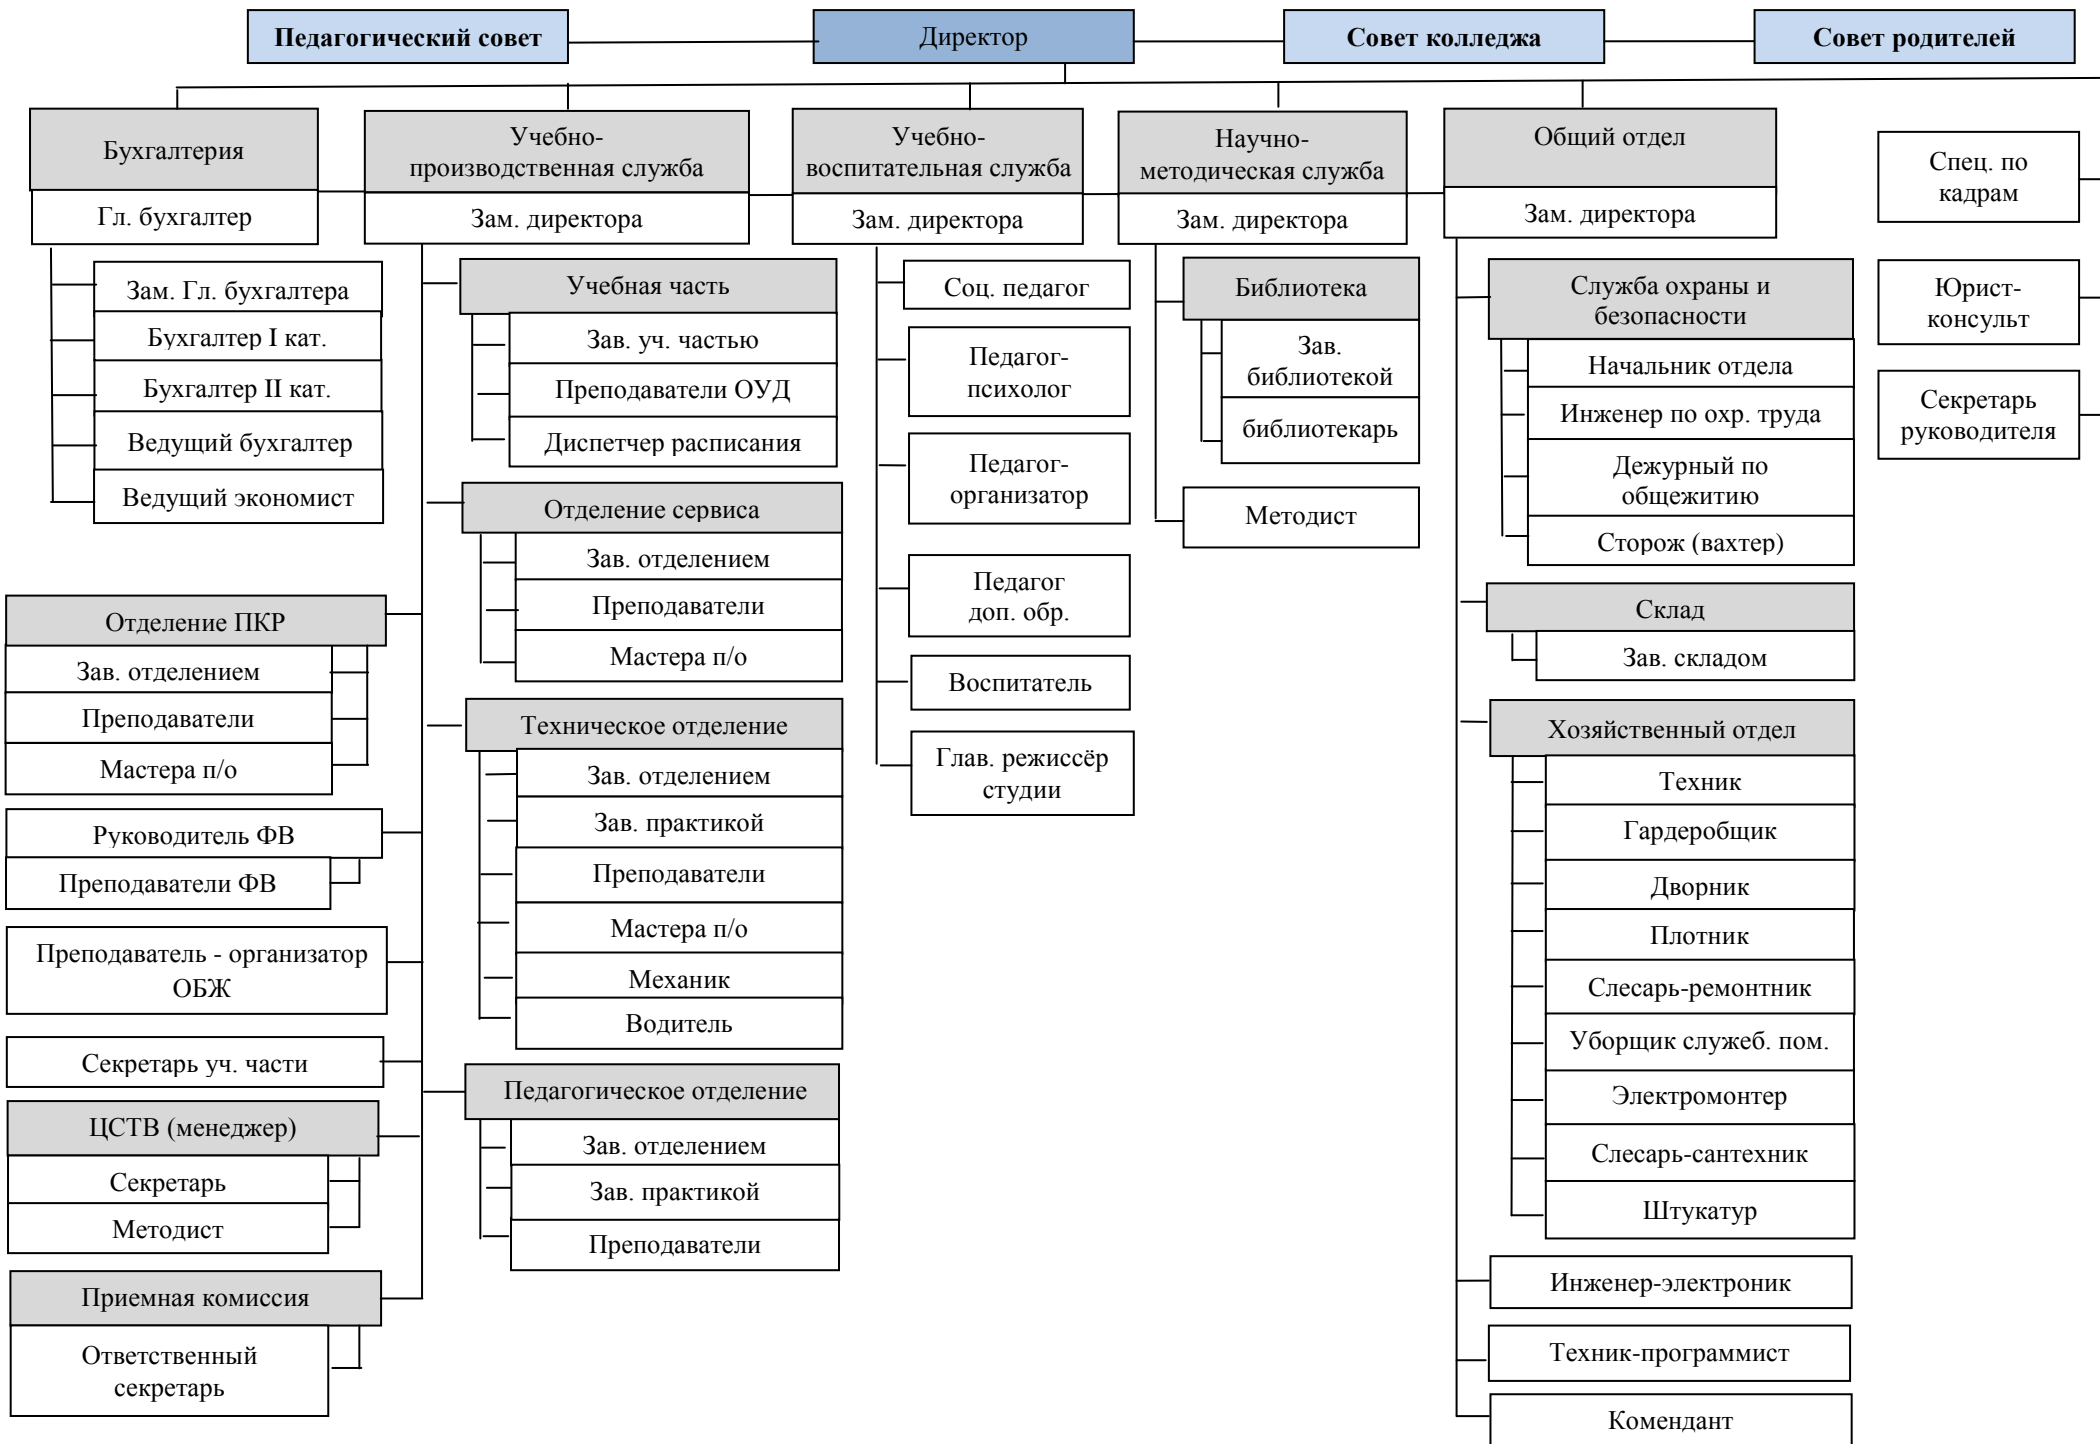 Педагогический совет
Директор
Совет колледжа
Совет родителей
Бухгалтерия
Гл. бухгалтер
Зам. Гл. бухгалтера
Бухгалтер I кат.
Бухгалтер II кат.
Ведущий бухгалтер
Ведущий экономист
Учебно-
производственная служба
Зам. директора
Учебная часть
Зав. уч. частью
Преподаватели ОУД
Диспетчер расписания
Отделение сервиса
Зав. отделением
Преподаватели
Мастера п/о
Техническое отделение
Зав. отделением
Зав. практикой
Преподаватели
Мастера п/о
Механик
Водитель
Педагогическое отделение
Зав. отделением
Зав. практикой
Преподаватели
Отделение ПКР
Зав. отделением
Преподаватели
Мастера п/о
Руководитель ФВ
Преподаватели ФВ
Преподаватель - организатор
ОБЖ
Секретарь уч. части
ЦСТВ (менеджер)
Секретарь
Методист
Приемная комиссия
Ответственный
секретарь
Учебно-
воспитательная служба
Зам. директора
Соц. педагог
Педагог-
психолог
Педагог-
организатор
Педагог
доп. обр.
Воспитатель
Глав. режиссёр
студии
Научно-
методическая служба
Зам. директора
Библиотека
Зав.
библиотекой
библиотекарь
Методист
Общий отдел
Зам. директора
Служба охраны и
безопасности
Начальник отдела
Инженер по охр. труда
Дежурный по
общежитию
Сторож (вахтер)
Склад
Зав. складом
Хозяйственный отдел
Техник
Гардеробщик
Дворник
Плотник
Слесарь-ремонтник
Уборщик служеб. пом.
Электромонтер
Слесарь-сантехник
Штукатур
Инженер-электроник
Техник-программист
Комендант
Спец. по
кадрам
Юрист-
консульт
Секретарь
руководителя